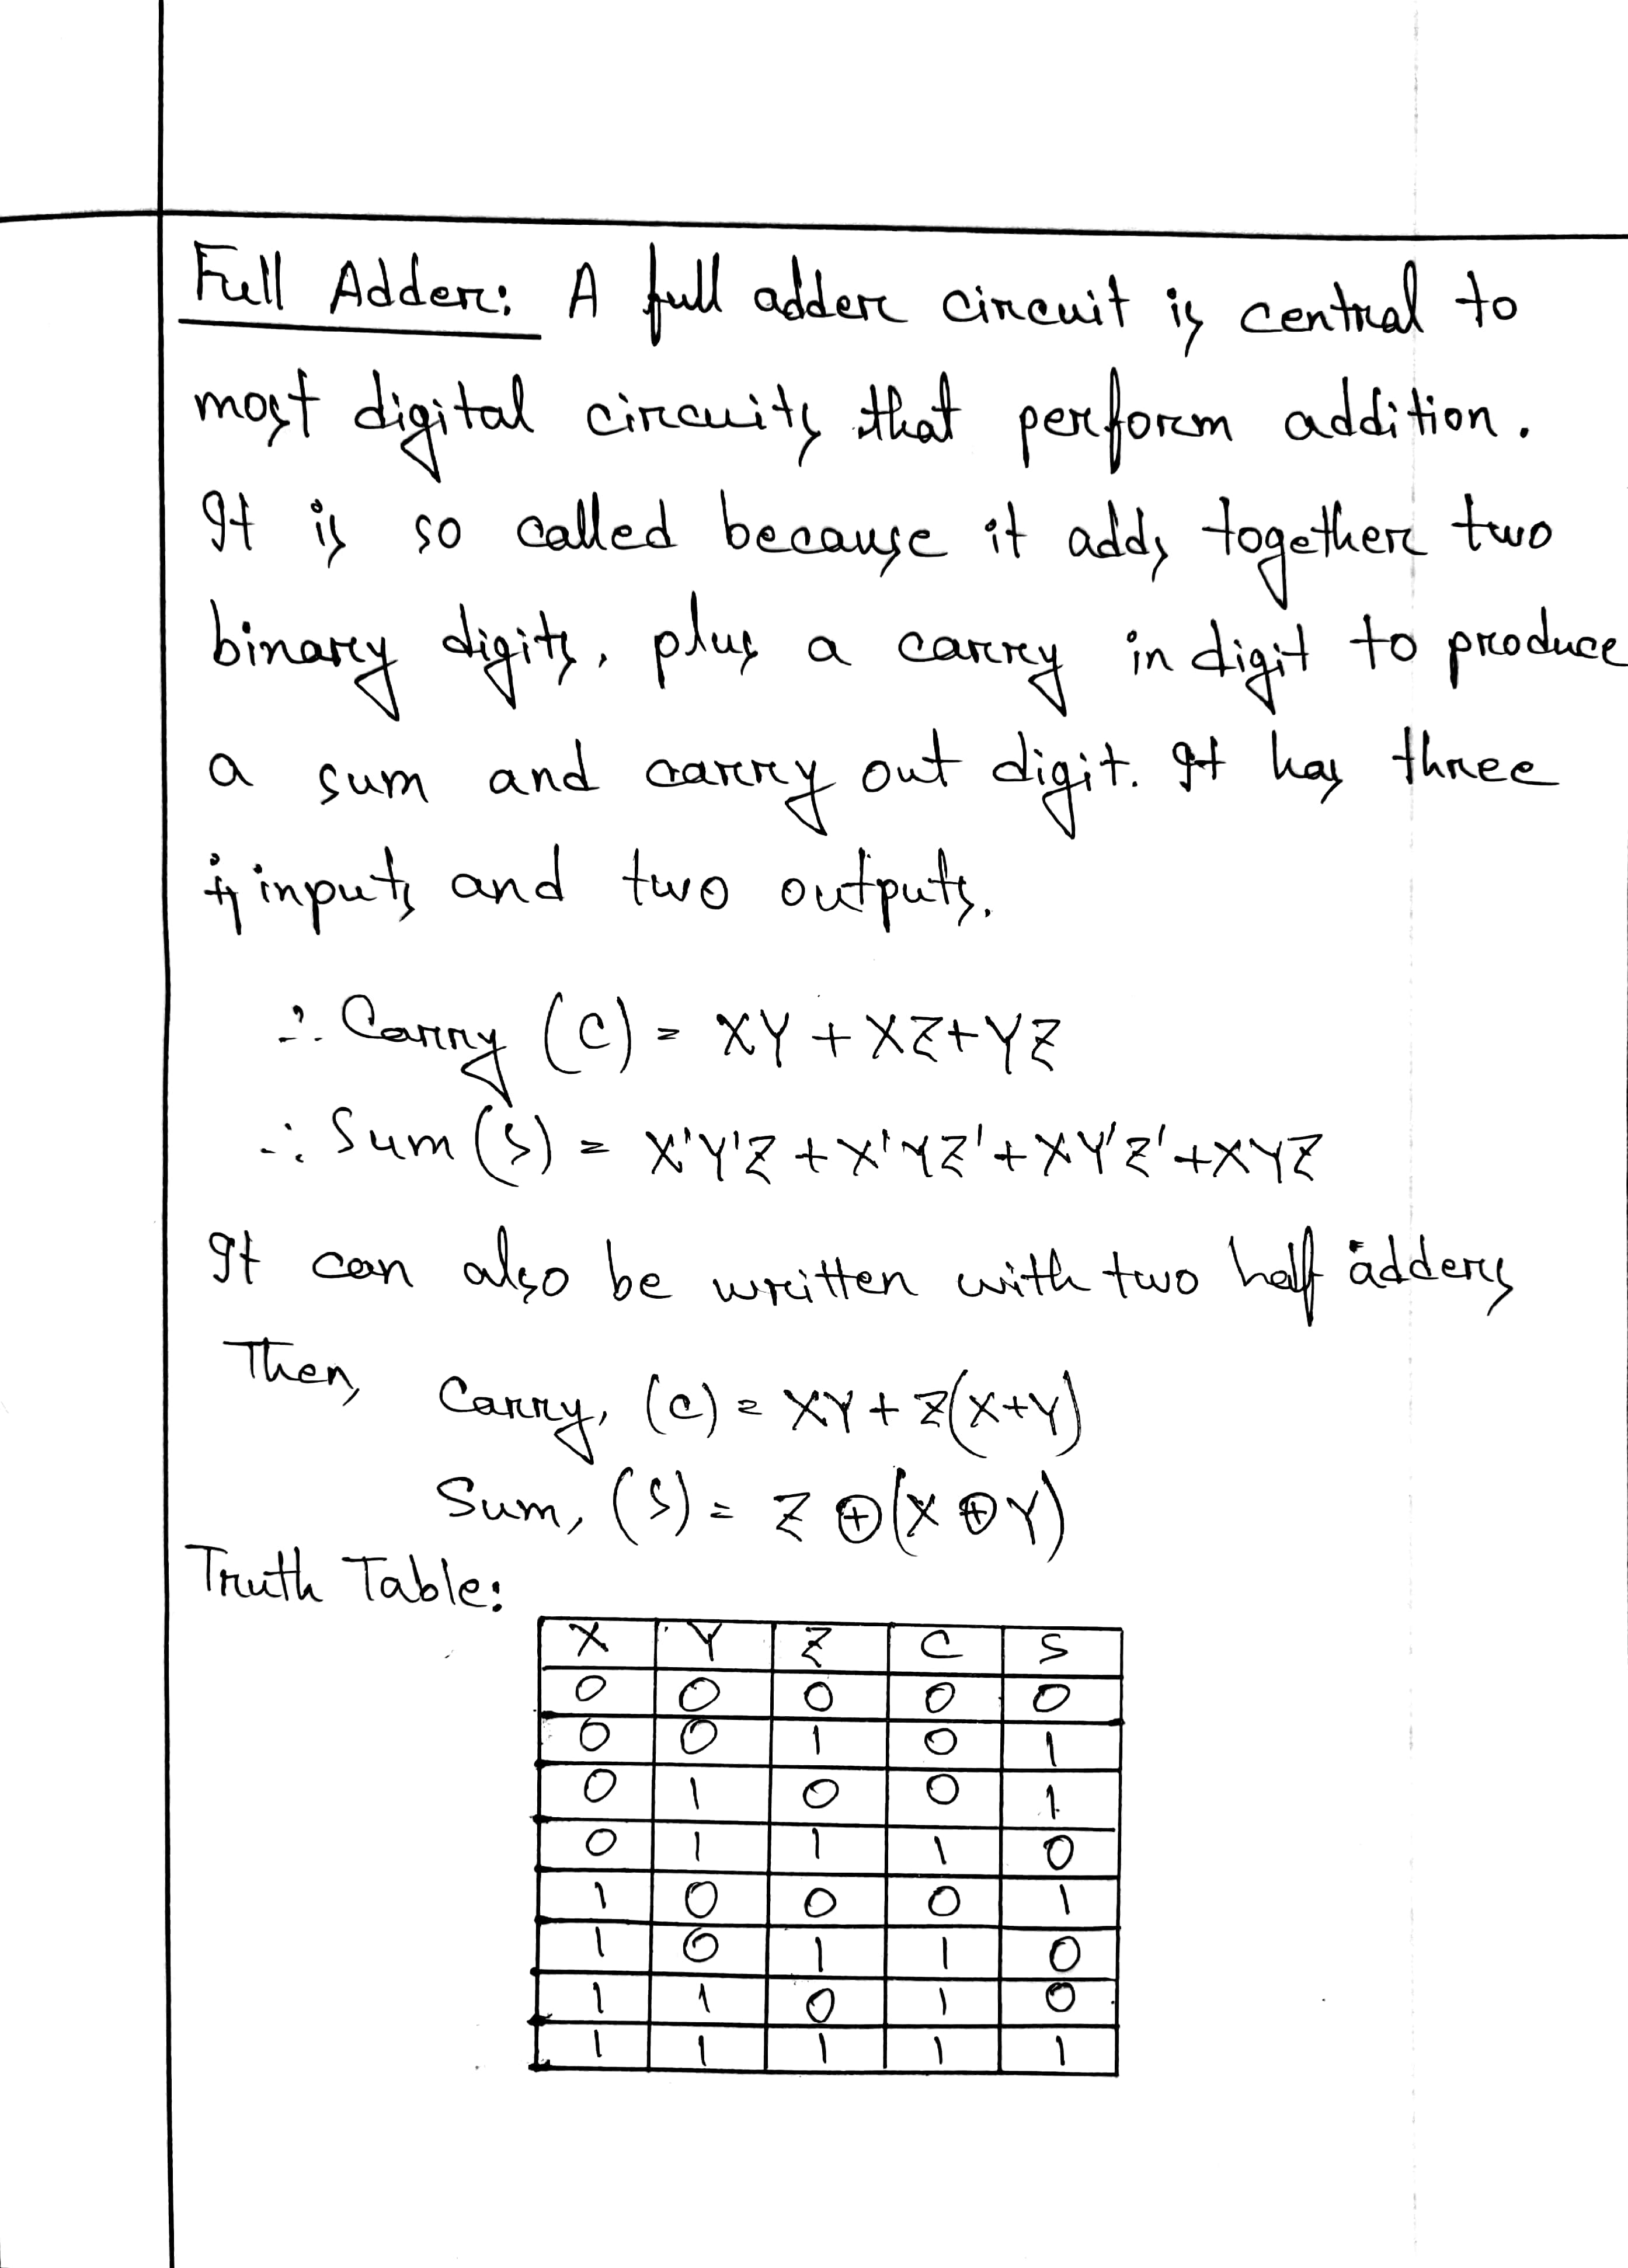 Full Adder: A full adder circuit is central to
most digital circuits that perform addition.
It is so called because it adds together two
binary digits, plus a carry in digit to produce
a sum and carry out digit. It has three
inputs and two outputs.
∴ Carry (C) = XY + XZ + YZ
∴ Sum (S) = X'Y'Z + X'YZ' + XY'Z' + XYZ
It can also be written with two half adders
Then, Carry, (C) = XY + Z(X+Y)
Sum, (S) = Z ⊕ (X ⊕ Y)
Truth Table:
X Y Z C S
0 0 0 0 0
0 0 1 0 1
0 1 0 0 1
0 1 1 1 0
1 0 0 0 1
1 0 1 1 0
1 1 0 1 0
1 1 1 1 1